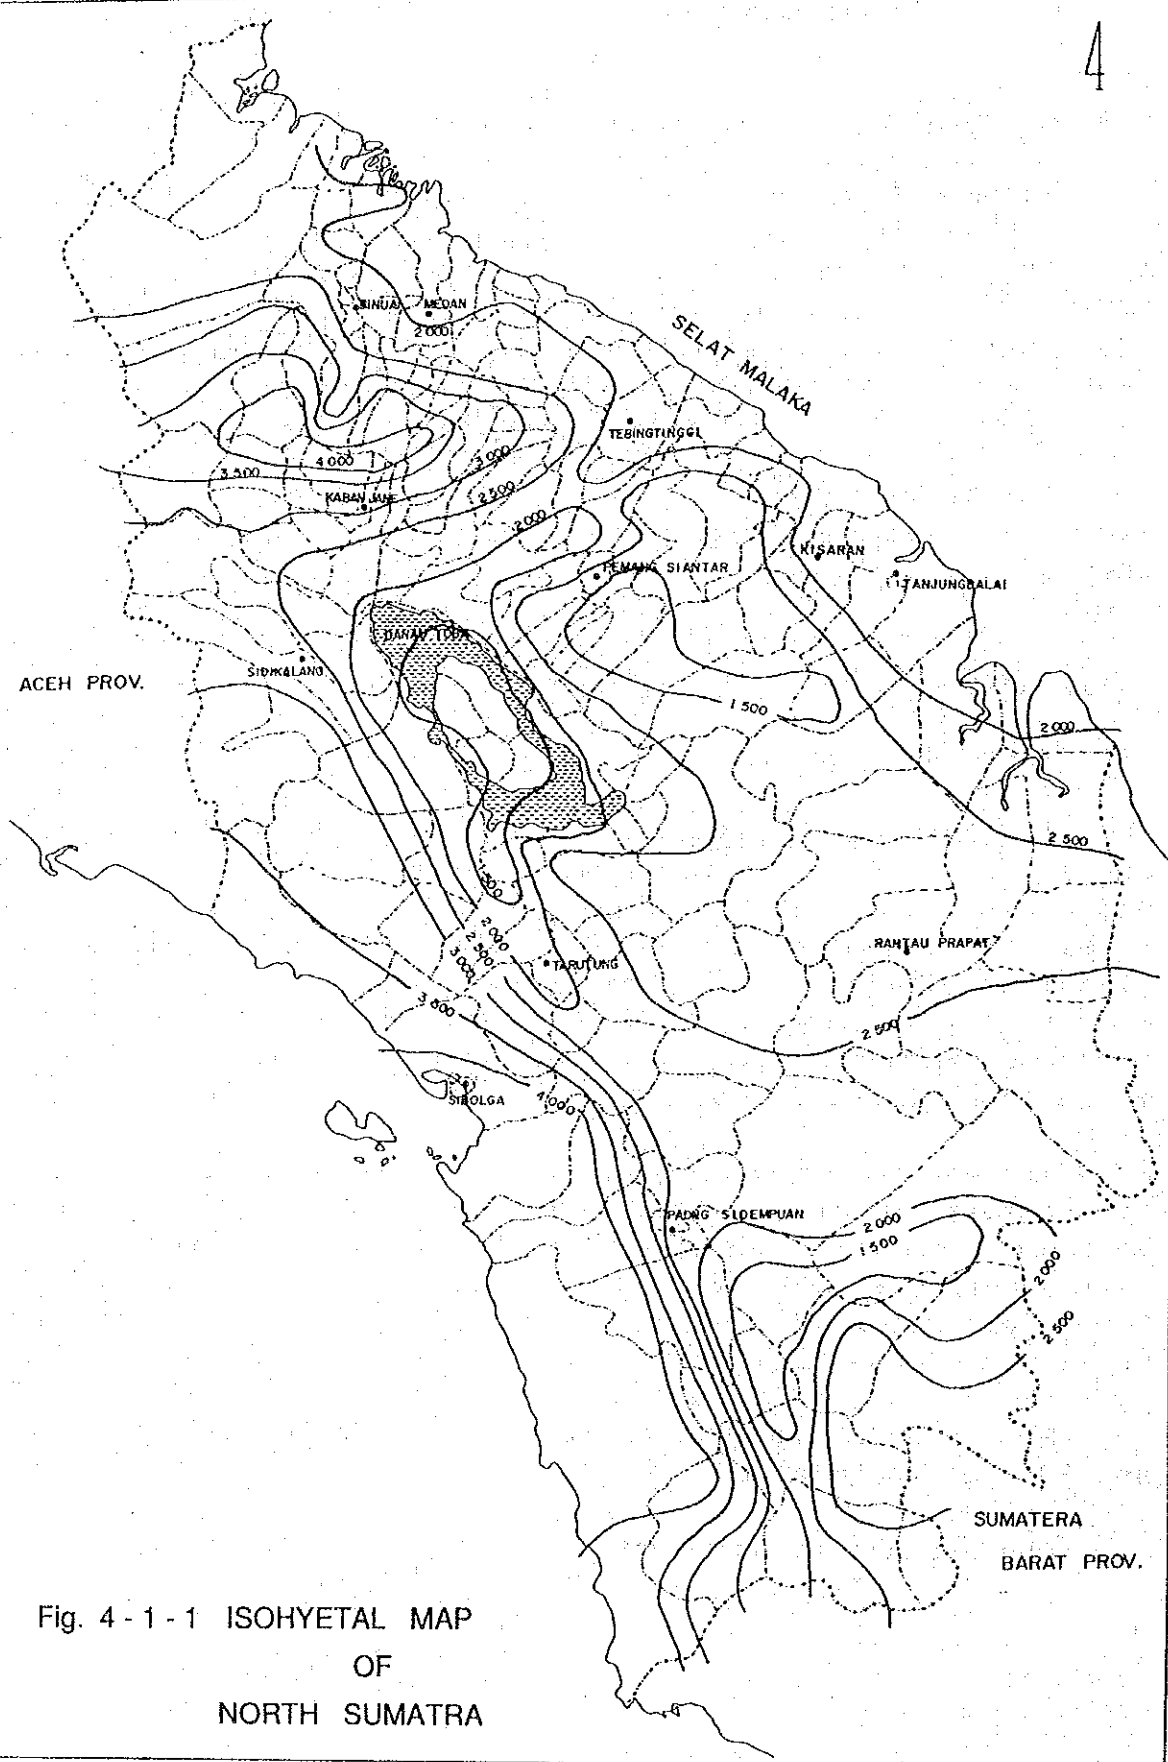 4
MEDAN
2 000
SELAT MALAKA
TEBINGTINGGI
3 000
4 000
3 500
2 500
KABAN JAHE
2 000
KISARAN
SIANTAR
TANJUNGBALAI
DANAU TOBA
SIDIKALANG
ACEH PROV.
1 500
2 000
2 500
1 500
2 000
RANTAU PRAPAT
2 500
3 000
TARUTUNG
3 500
2 500
SIBOLGA
4 000
PADNG SIDEMPUAN
2 000
1 500
2 000
2 500
SUMATERA
BARAT PROV.
Fig. 4 - 1 - 1 ISOHYETAL MAP
OF
NORTH SUMATRA